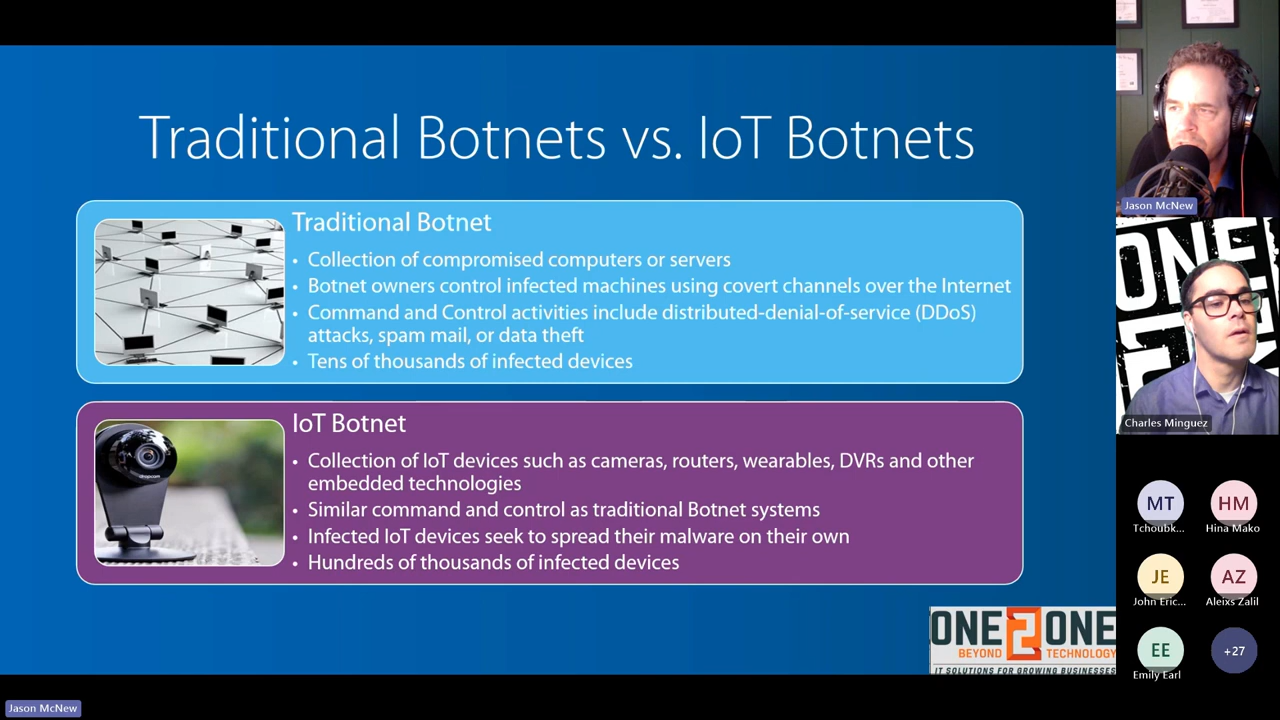 Traditional Botnets vs. IoT Botnets
Traditional Botnet
• Collection of compromised computers or servers
• Botnet owners control infected machines using covert channels over the Internet
• Command and Control activities include distributed-denial-of-service (DDoS)
attacks, spam mail, or data theft
• Tens of thousands of infected devices
IoT Botnet
• Collection of IoT devices such as cameras, routers, wearables, DVRs and other
embedded technologies
• Similar command and control as traditional Botnet systems
• Infected IoT devices seek to spread their malware on their own
• Hundreds of thousands of infected devices
ONE 2 ONE
BEYOND TECHNOLOGY
IT SOLUTIONS FOR GROWING BUSINESSES
Jason McNew
Jason McNew
ONE
Charles Minguez
MT
Tchoubk...
HM
Hina Mako
JE
John Eric...
AZ
Aleixs Zalil
EE
Emily Earl
+27